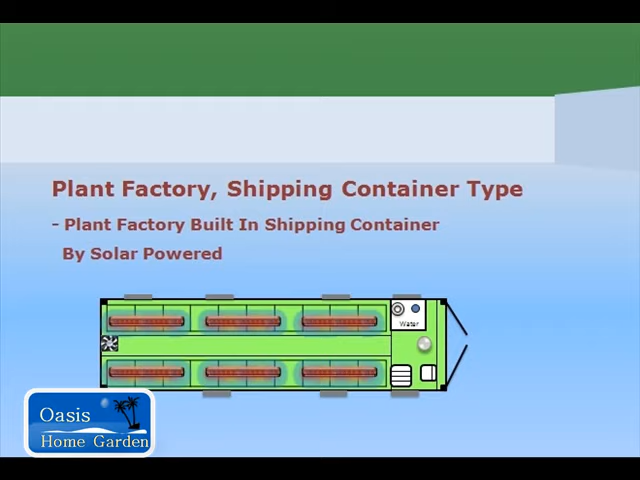 Plant Factory, Shipping Container Type
- Plant Factory Built In Shipping Container
By Solar Powered
Water
Oasis
Home Garden